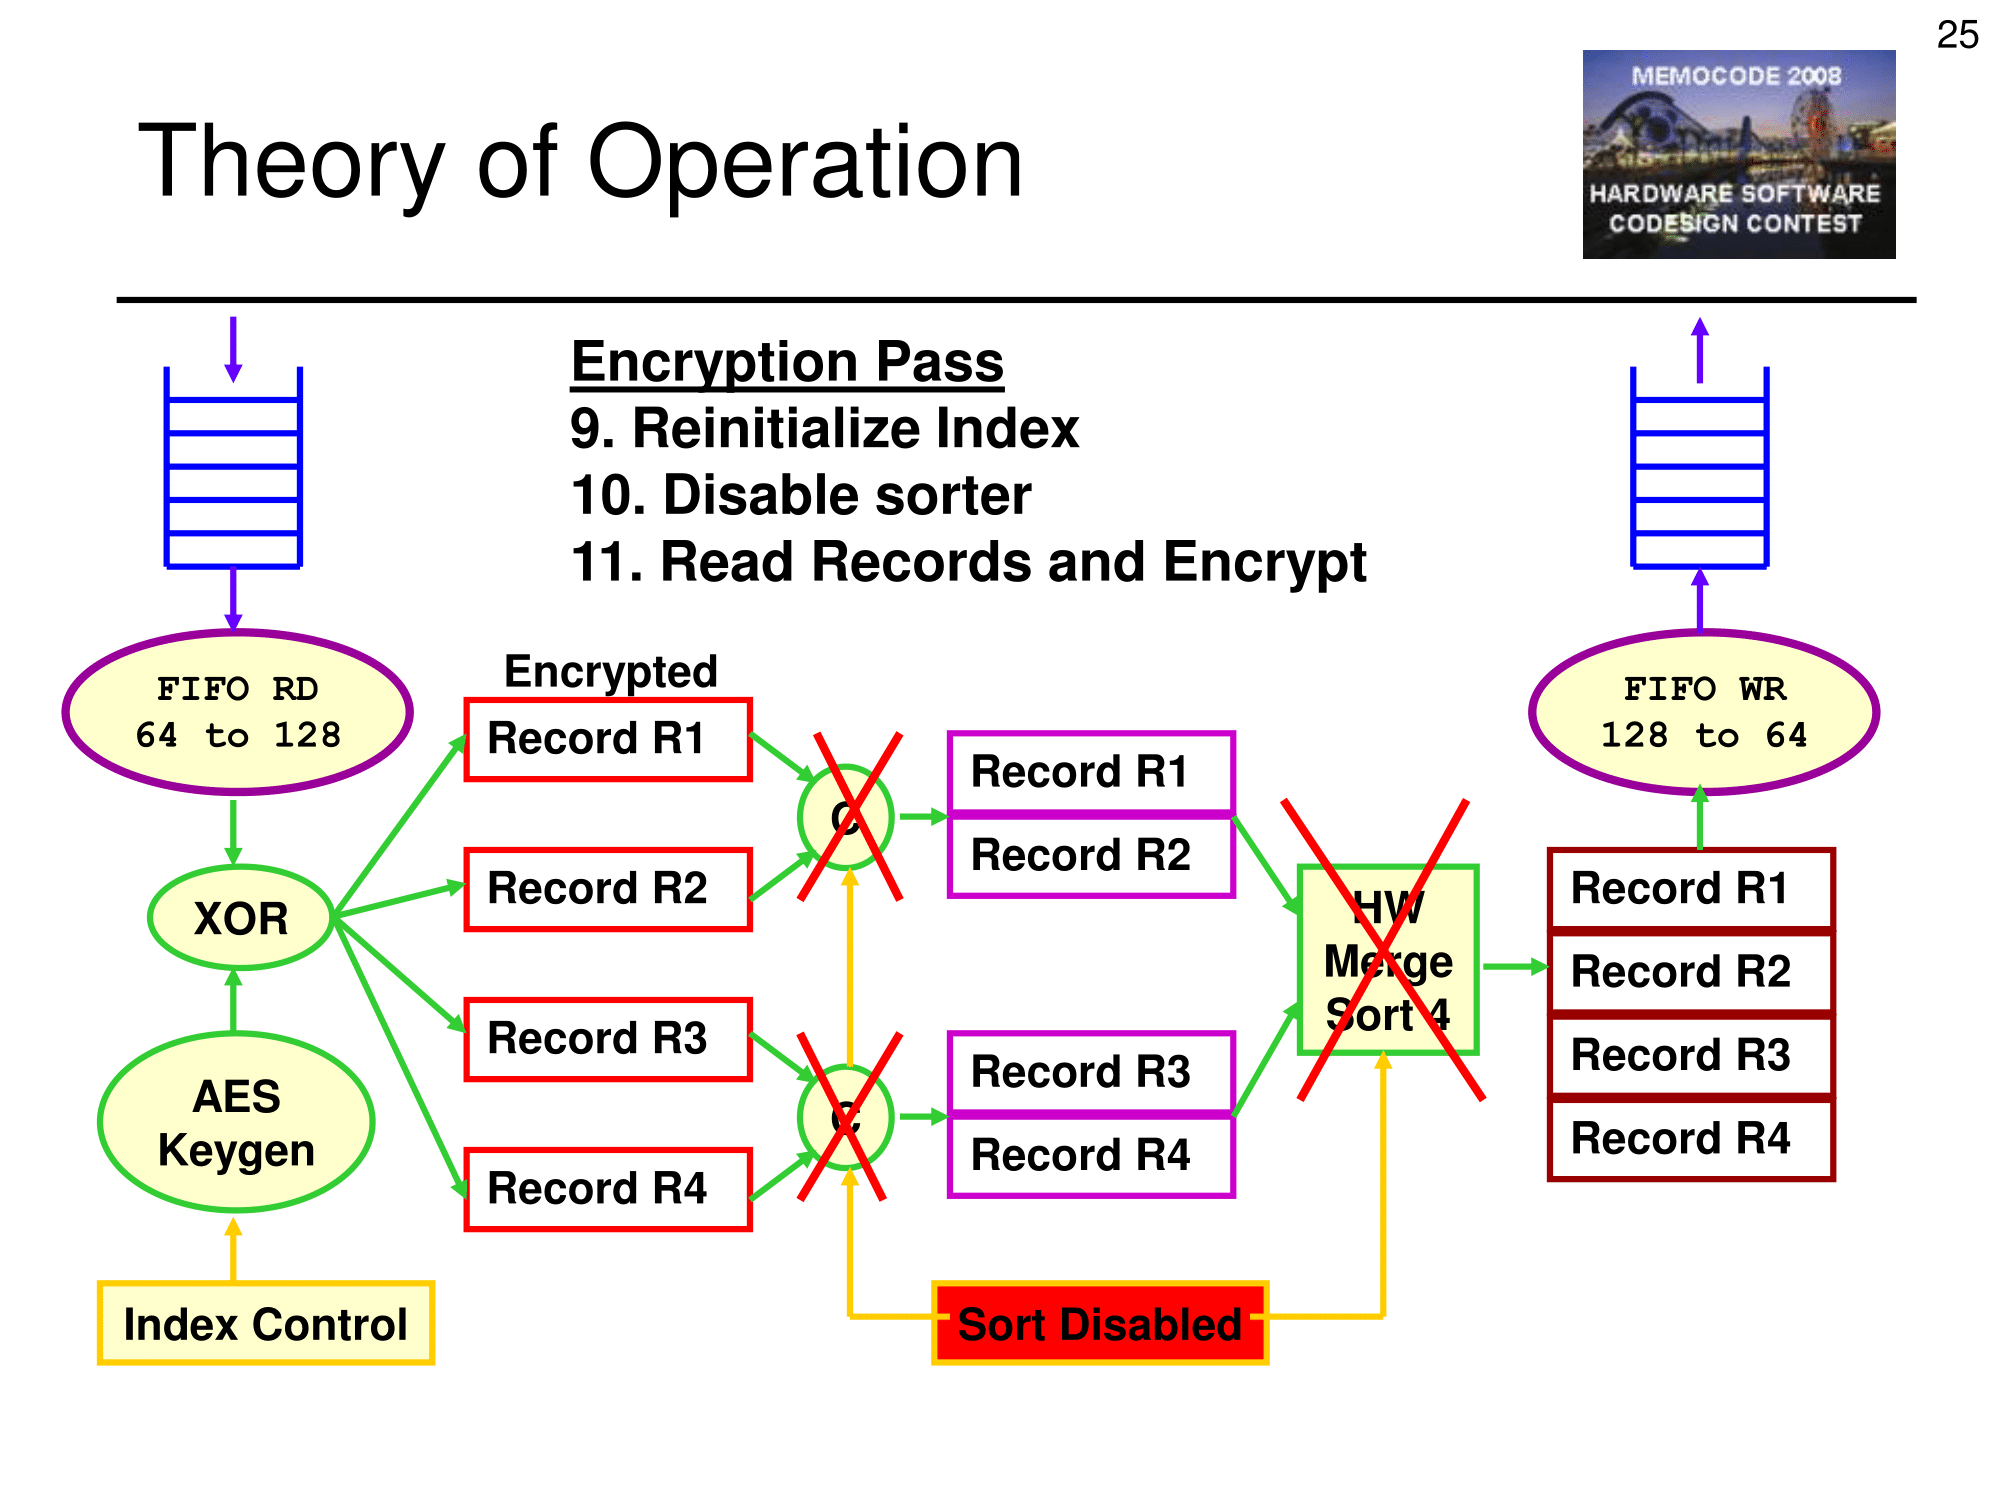 25
MEMOCODE 2008
HARDWARE SOFTWARE
CODESIGN CONTEST
Theory of Operation
Encryption Pass
9. Reinitialize Index
10. Disable sorter
11. Read Records and Encrypt
FIFO RD
64 to 128
XOR
AES
Keygen
Index Control
Encrypted
Record R1
Record R2
Record R3
Record R4
C
C
Record R1
Record R2
Record R3
Record R4
HW
Merge
Sort 4
Sort Disabled
FIFO WR
128 to 64
Record R1
Record R2
Record R3
Record R4